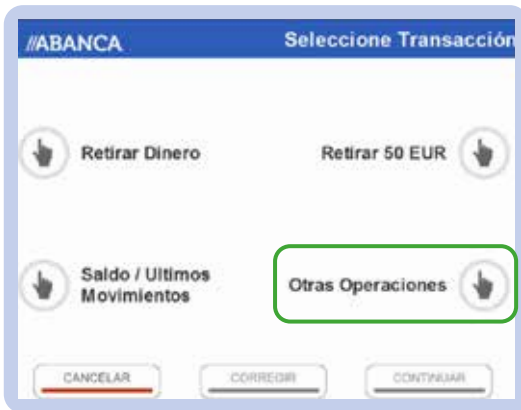 //ABANCA
Seleccione Transacción
Retirar Dinero
Retirar 50 EUR
Saldo / Ultimos
Movimientos
Otras Operaciones
CANCELAR
CORREGIR
CONTINUAR